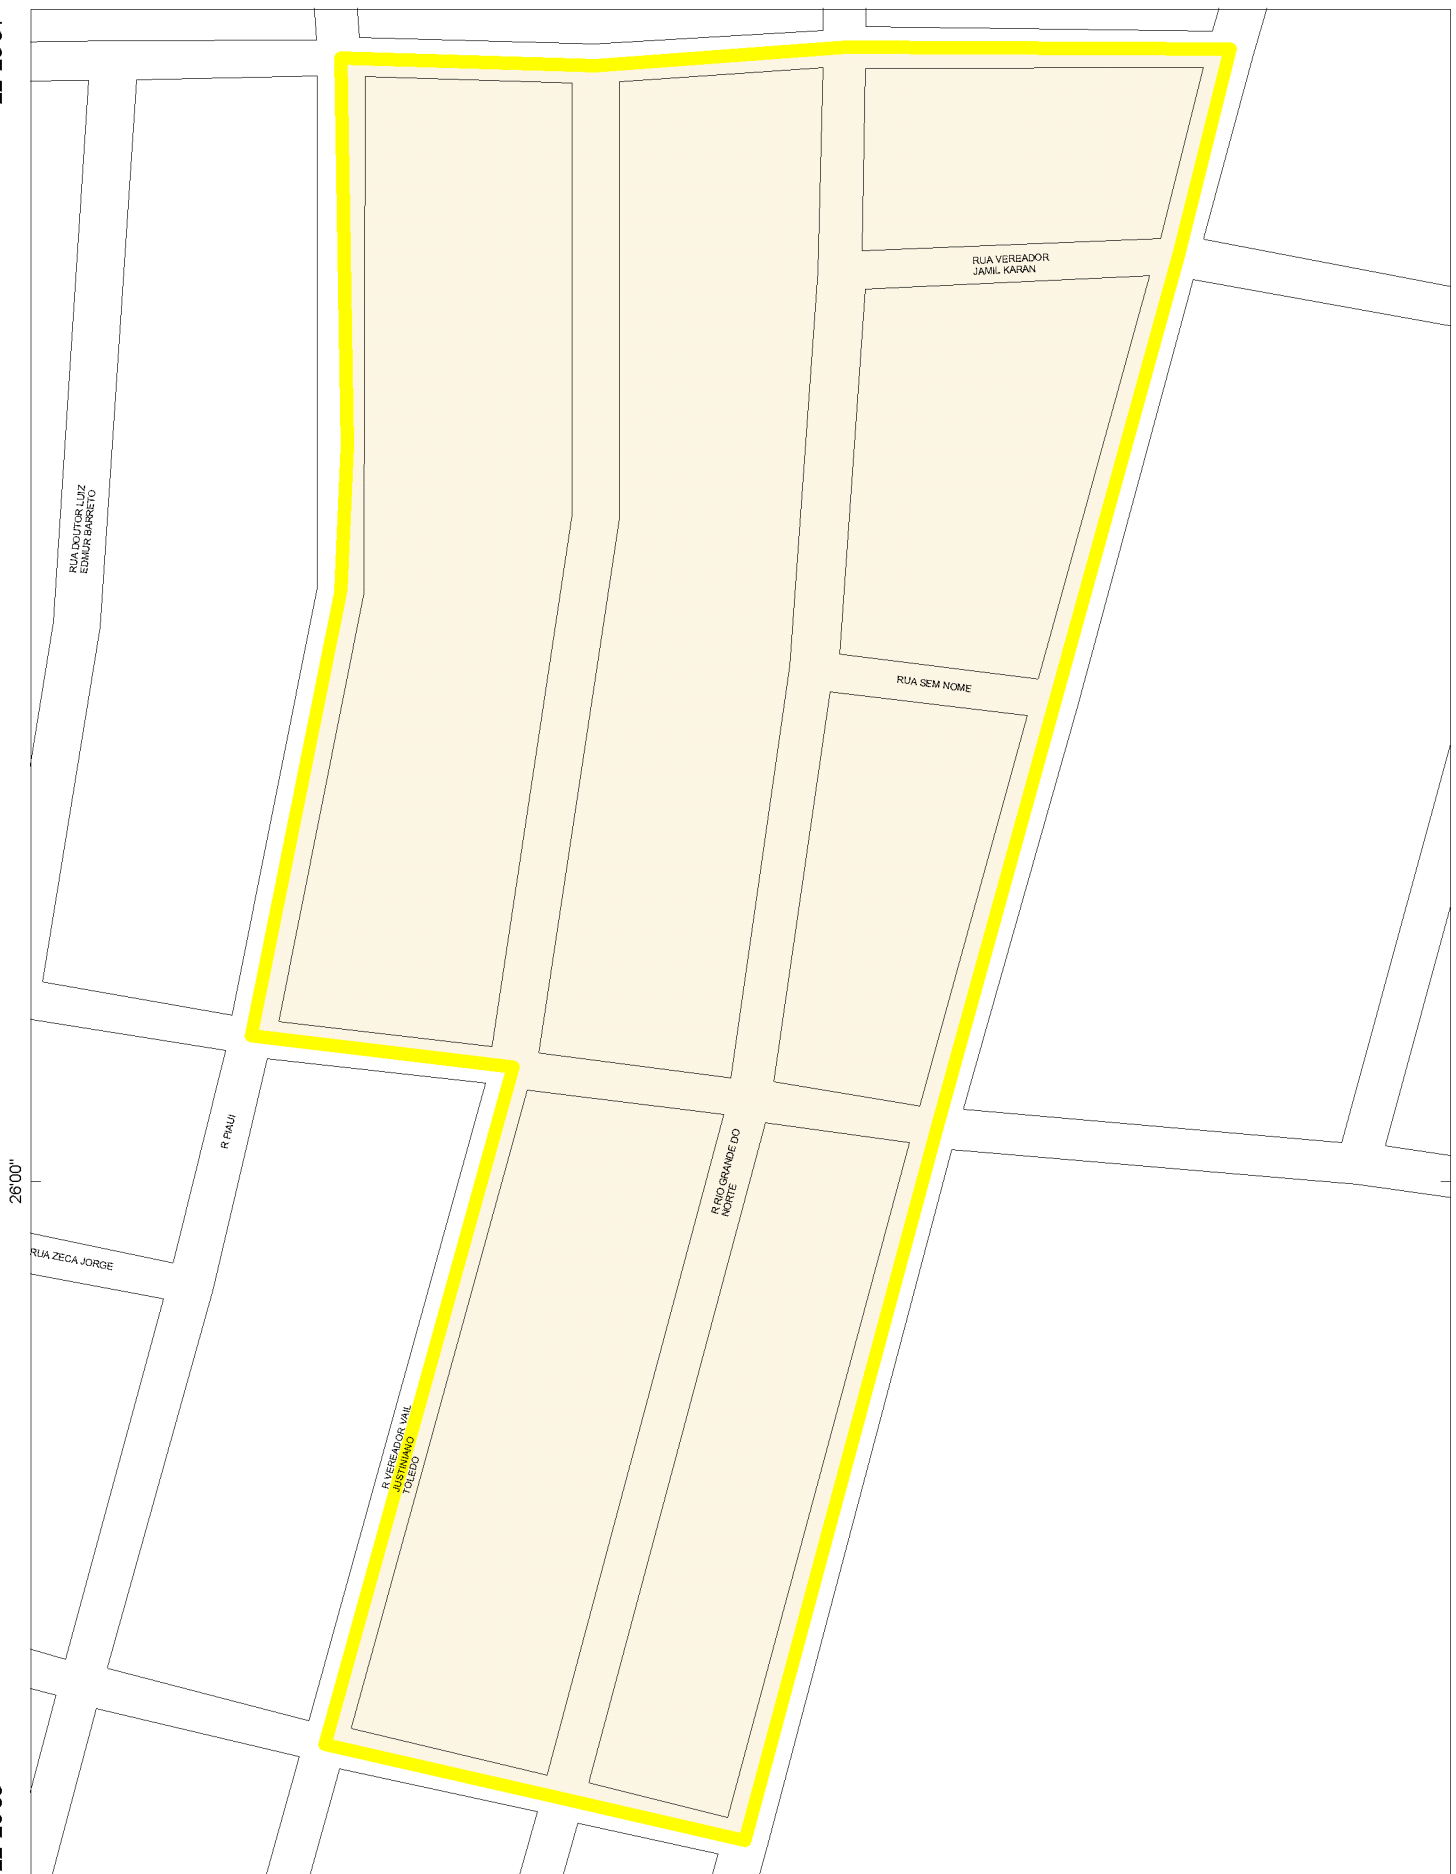 RUA VEREADOR
JAMIL KARAN
RUA DOUTOR LUIZ
EDMUR BARRETO
RUA SEM NOME
R PIAUI
R RIO GRANDE DO
NORTE
26'00"
RUA ZECA JORGE
R VEREADOR VAIL
JUSTINIANO
TOLEDO